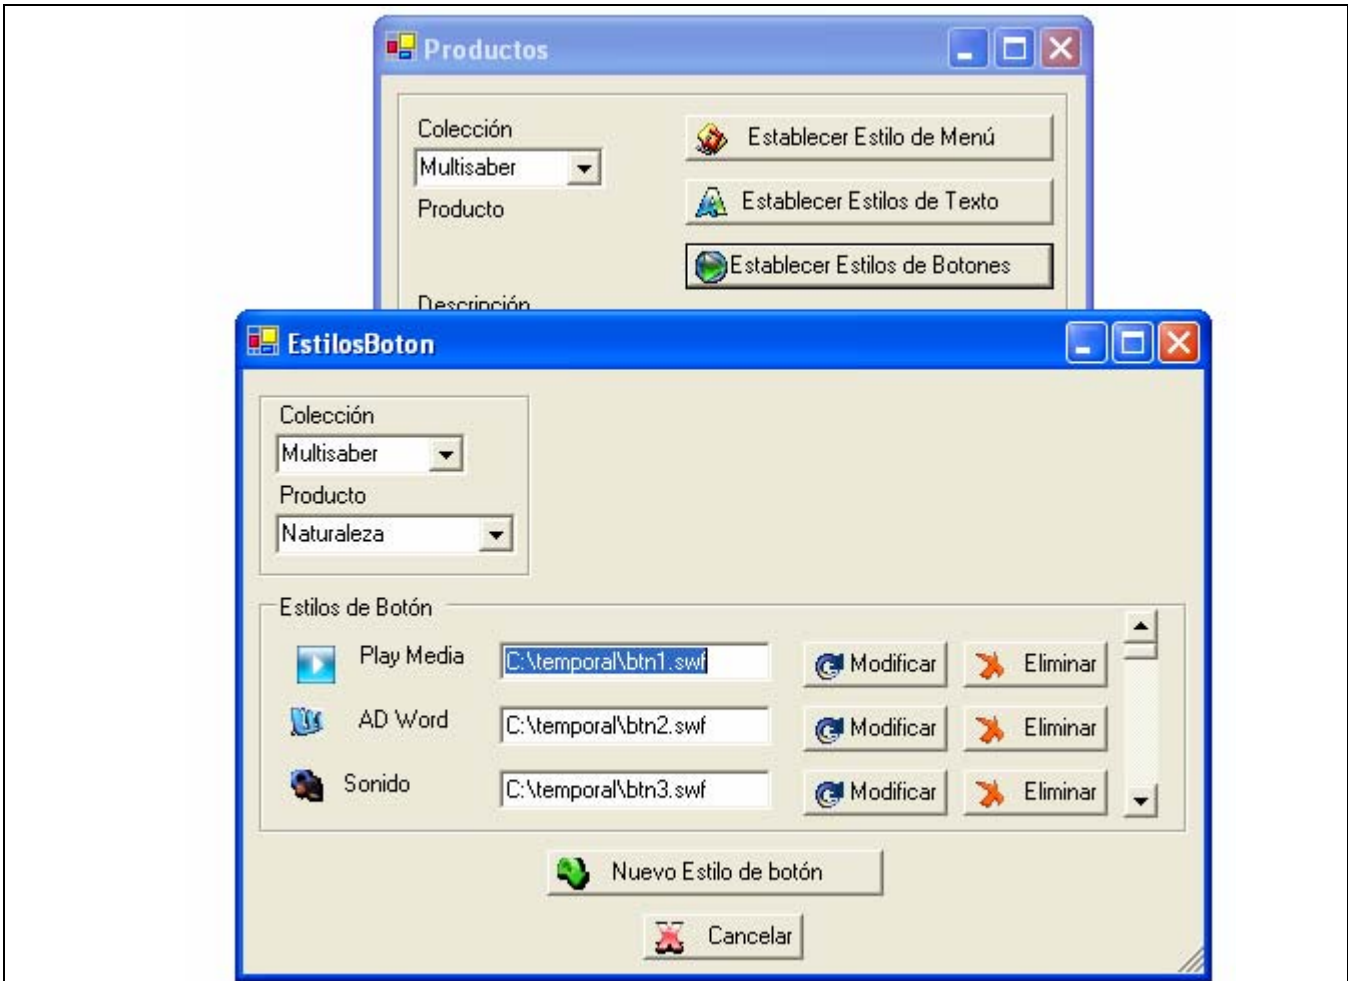 Productos
Colección
Establecer Estilo de Menú
Multisaber
Producto
Establecer Estilos de Texto
Establecer Estilos de Botones
Descripción
EstilosBoton
Colección
Multisaber
Producto
Naturaleza
Estilos de Botón
Play Media C:\temporal\btn1.swf Modificar Eliminar
AD Word C:\temporal\btn2.swf Modificar Eliminar
Sonido C:\temporal\btn3.swf Modificar Eliminar
Nuevo Estilo de botón
Cancelar